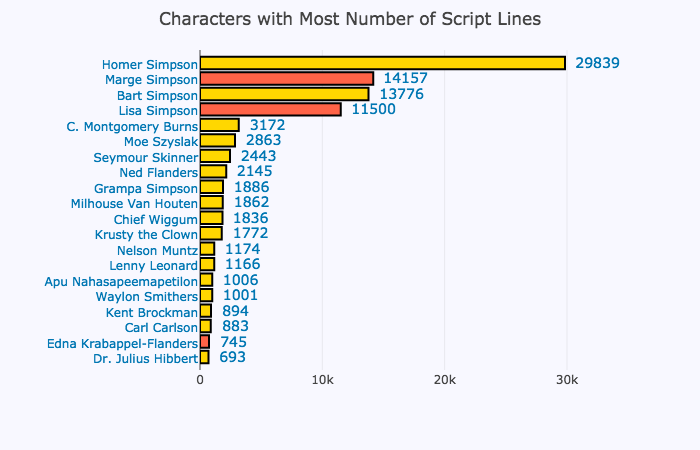 Characters with Most Number of Script Lines
Homer Simpson 29839
Marge Simpson 14157
Bart Simpson 13776
Lisa Simpson 11500
C. Montgomery Burns 3172
Moe Szyslak 2863
Seymour Skinner 2443
Ned Flanders 2145
Grampa Simpson 1886
Milhouse Van Houten 1862
Chief Wiggum 1836
Krusty the Clown 1772
Nelson Muntz 1174
Lenny Leonard 1166
Apu Nahasapeemapetilon 1006
Waylon Smithers 1001
Kent Brockman 894
Carl Carlson 883
Edna Krabappel-Flanders 745
Dr. Julius Hibbert 693
0 10k 20k 30k